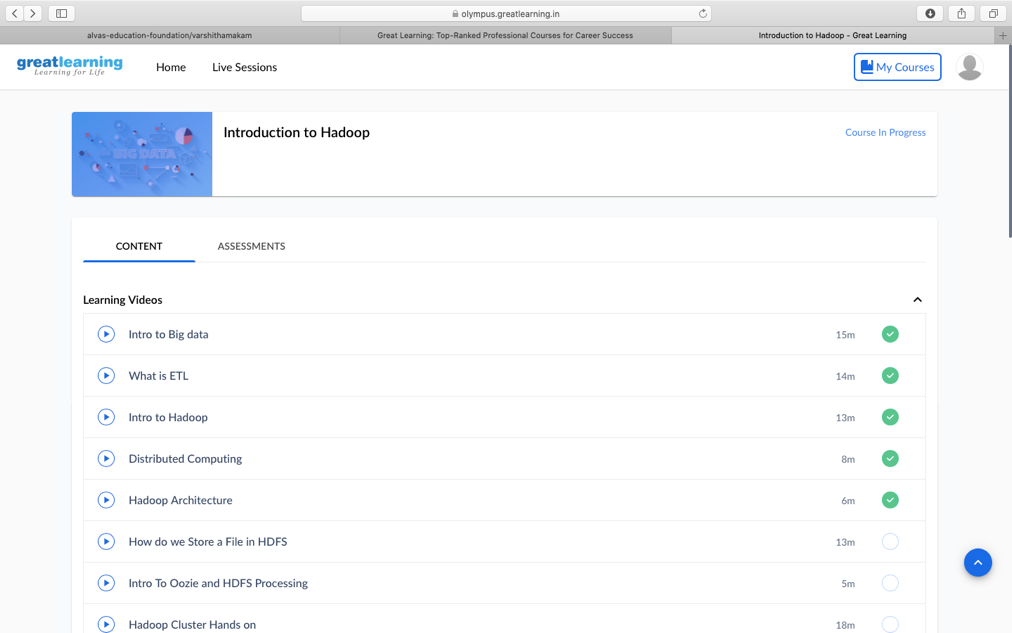 olympus.greatlearning.in
alvas-education-foundation/varshithamakam
Great Learning: Top-Ranked Professional Courses for Career Success
Introduction to Hadoop - Great Learning
greatlearning
Learning for Life
Home
Live Sessions
My Courses
BIG DATA
Introduction to Hadoop
Course In Progress
CONTENT
ASSESSMENTS
Learning Videos
Intro to Big data 15m
What is ETL 14m
Intro to Hadoop 13m
Distributed Computing 8m
Hadoop Architecture 6m
How do we Store a File in HDFS 13m
Intro To Oozie and HDFS Processing 5m
Hadoop Cluster Hands on 18m